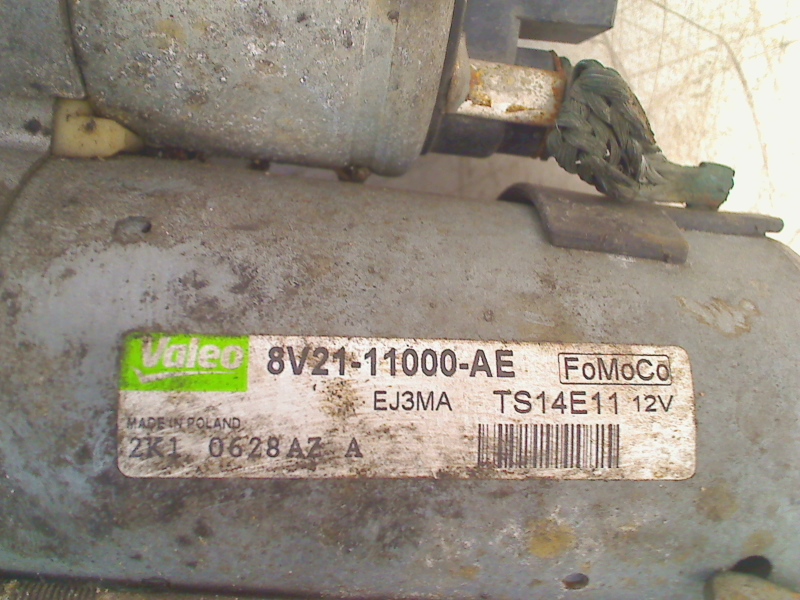 Valeo 8V21-11000-AE FoMoCo
EJ3MA TS14E11 12V
MADE IN POLAND
2K1 0628AZ A